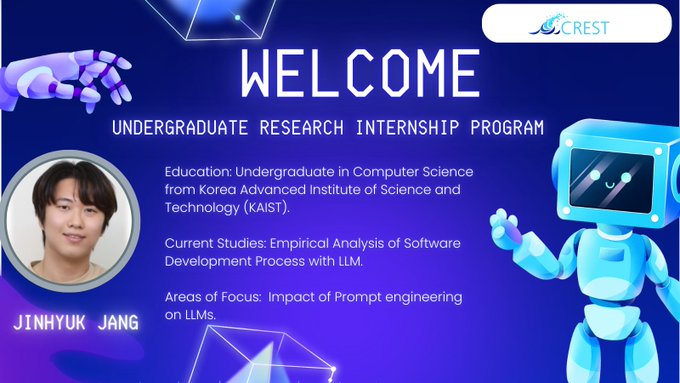 CREST
WELCOME
UNDERGRADUATE RESEARCH INTERNSHIP PROGRAM
Education: Undergraduate in Computer Science
from Korea Advanced Institute of Science and
Technology (KAIST).
Current Studies: Empirical Analysis of Software
Development Process with LLM.
Areas of Focus: Impact of Prompt engineering
on LLMs.
JINHYUK JANG